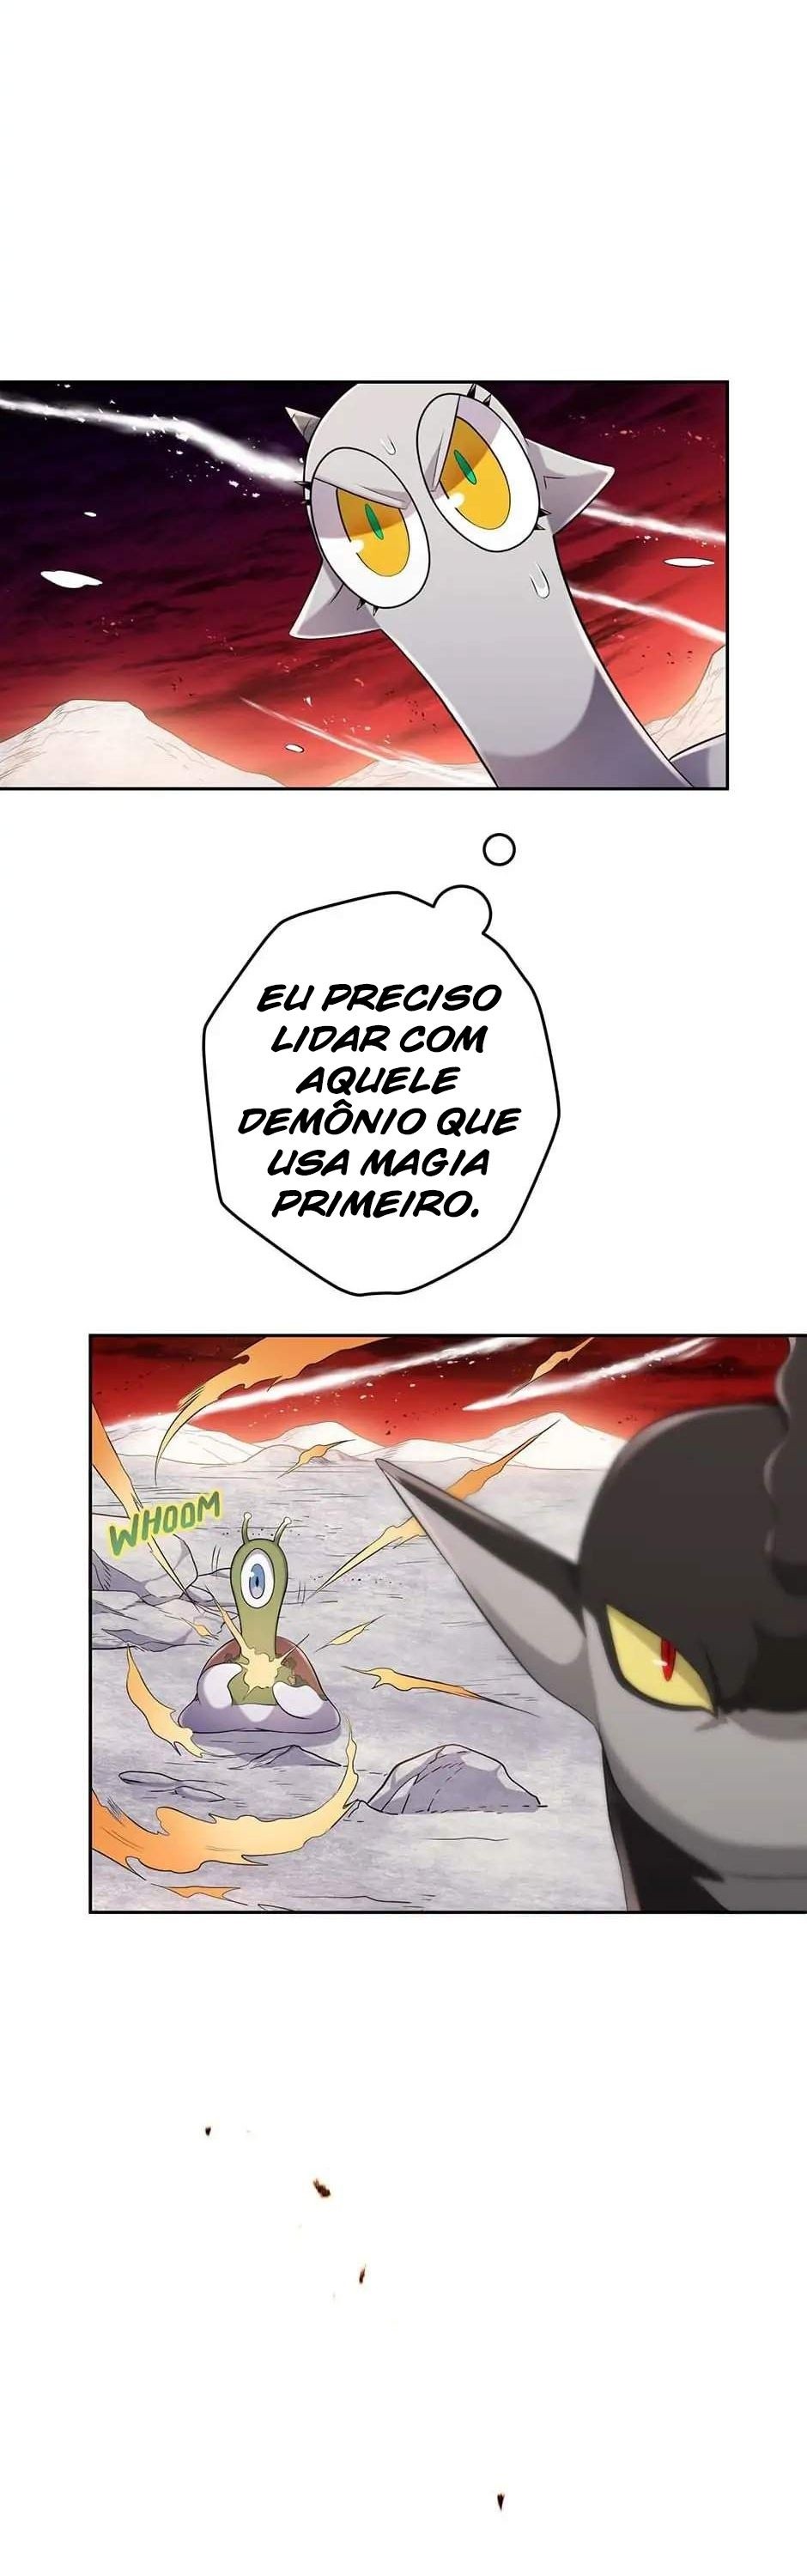 EU PRECISO
LIDAR COM
AQUELE
DEMÔNIO QUE
USA MAGIA
PRIMEIRO.
WHOOM